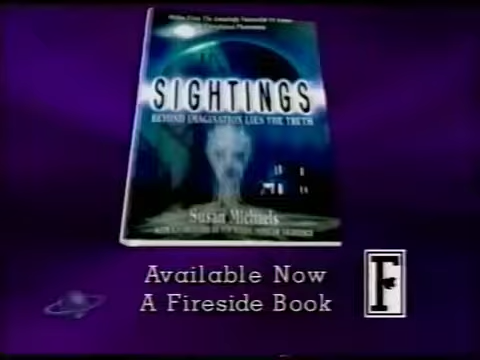 SIGHTINGS
BEYOND IMAGINATION LIES THE TRUTH
Susan Michaels
Available Now
A Fireside Book
F